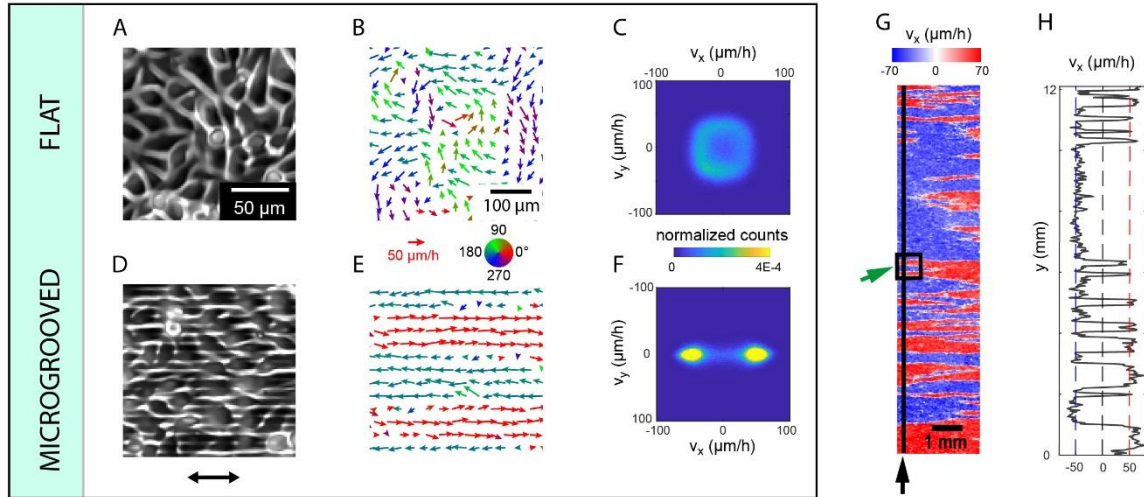 FLAT
MICROGROOVED
A
50 µm
B
100 µm
50 µm/h
90
180
0°
270
C
vx (µm/h)
-100 0 100
vy (µm/h)
-100
0
100
-100
normalized counts
0 4E-4
D
E
F
-100
vy (µm/h)
0
100
-100 0 100
vx (µm/h)
G
vx (µm/h)
-70 0 70
1 mm
H
vx (µm/h)
12
y (mm)
0
-50 0 50